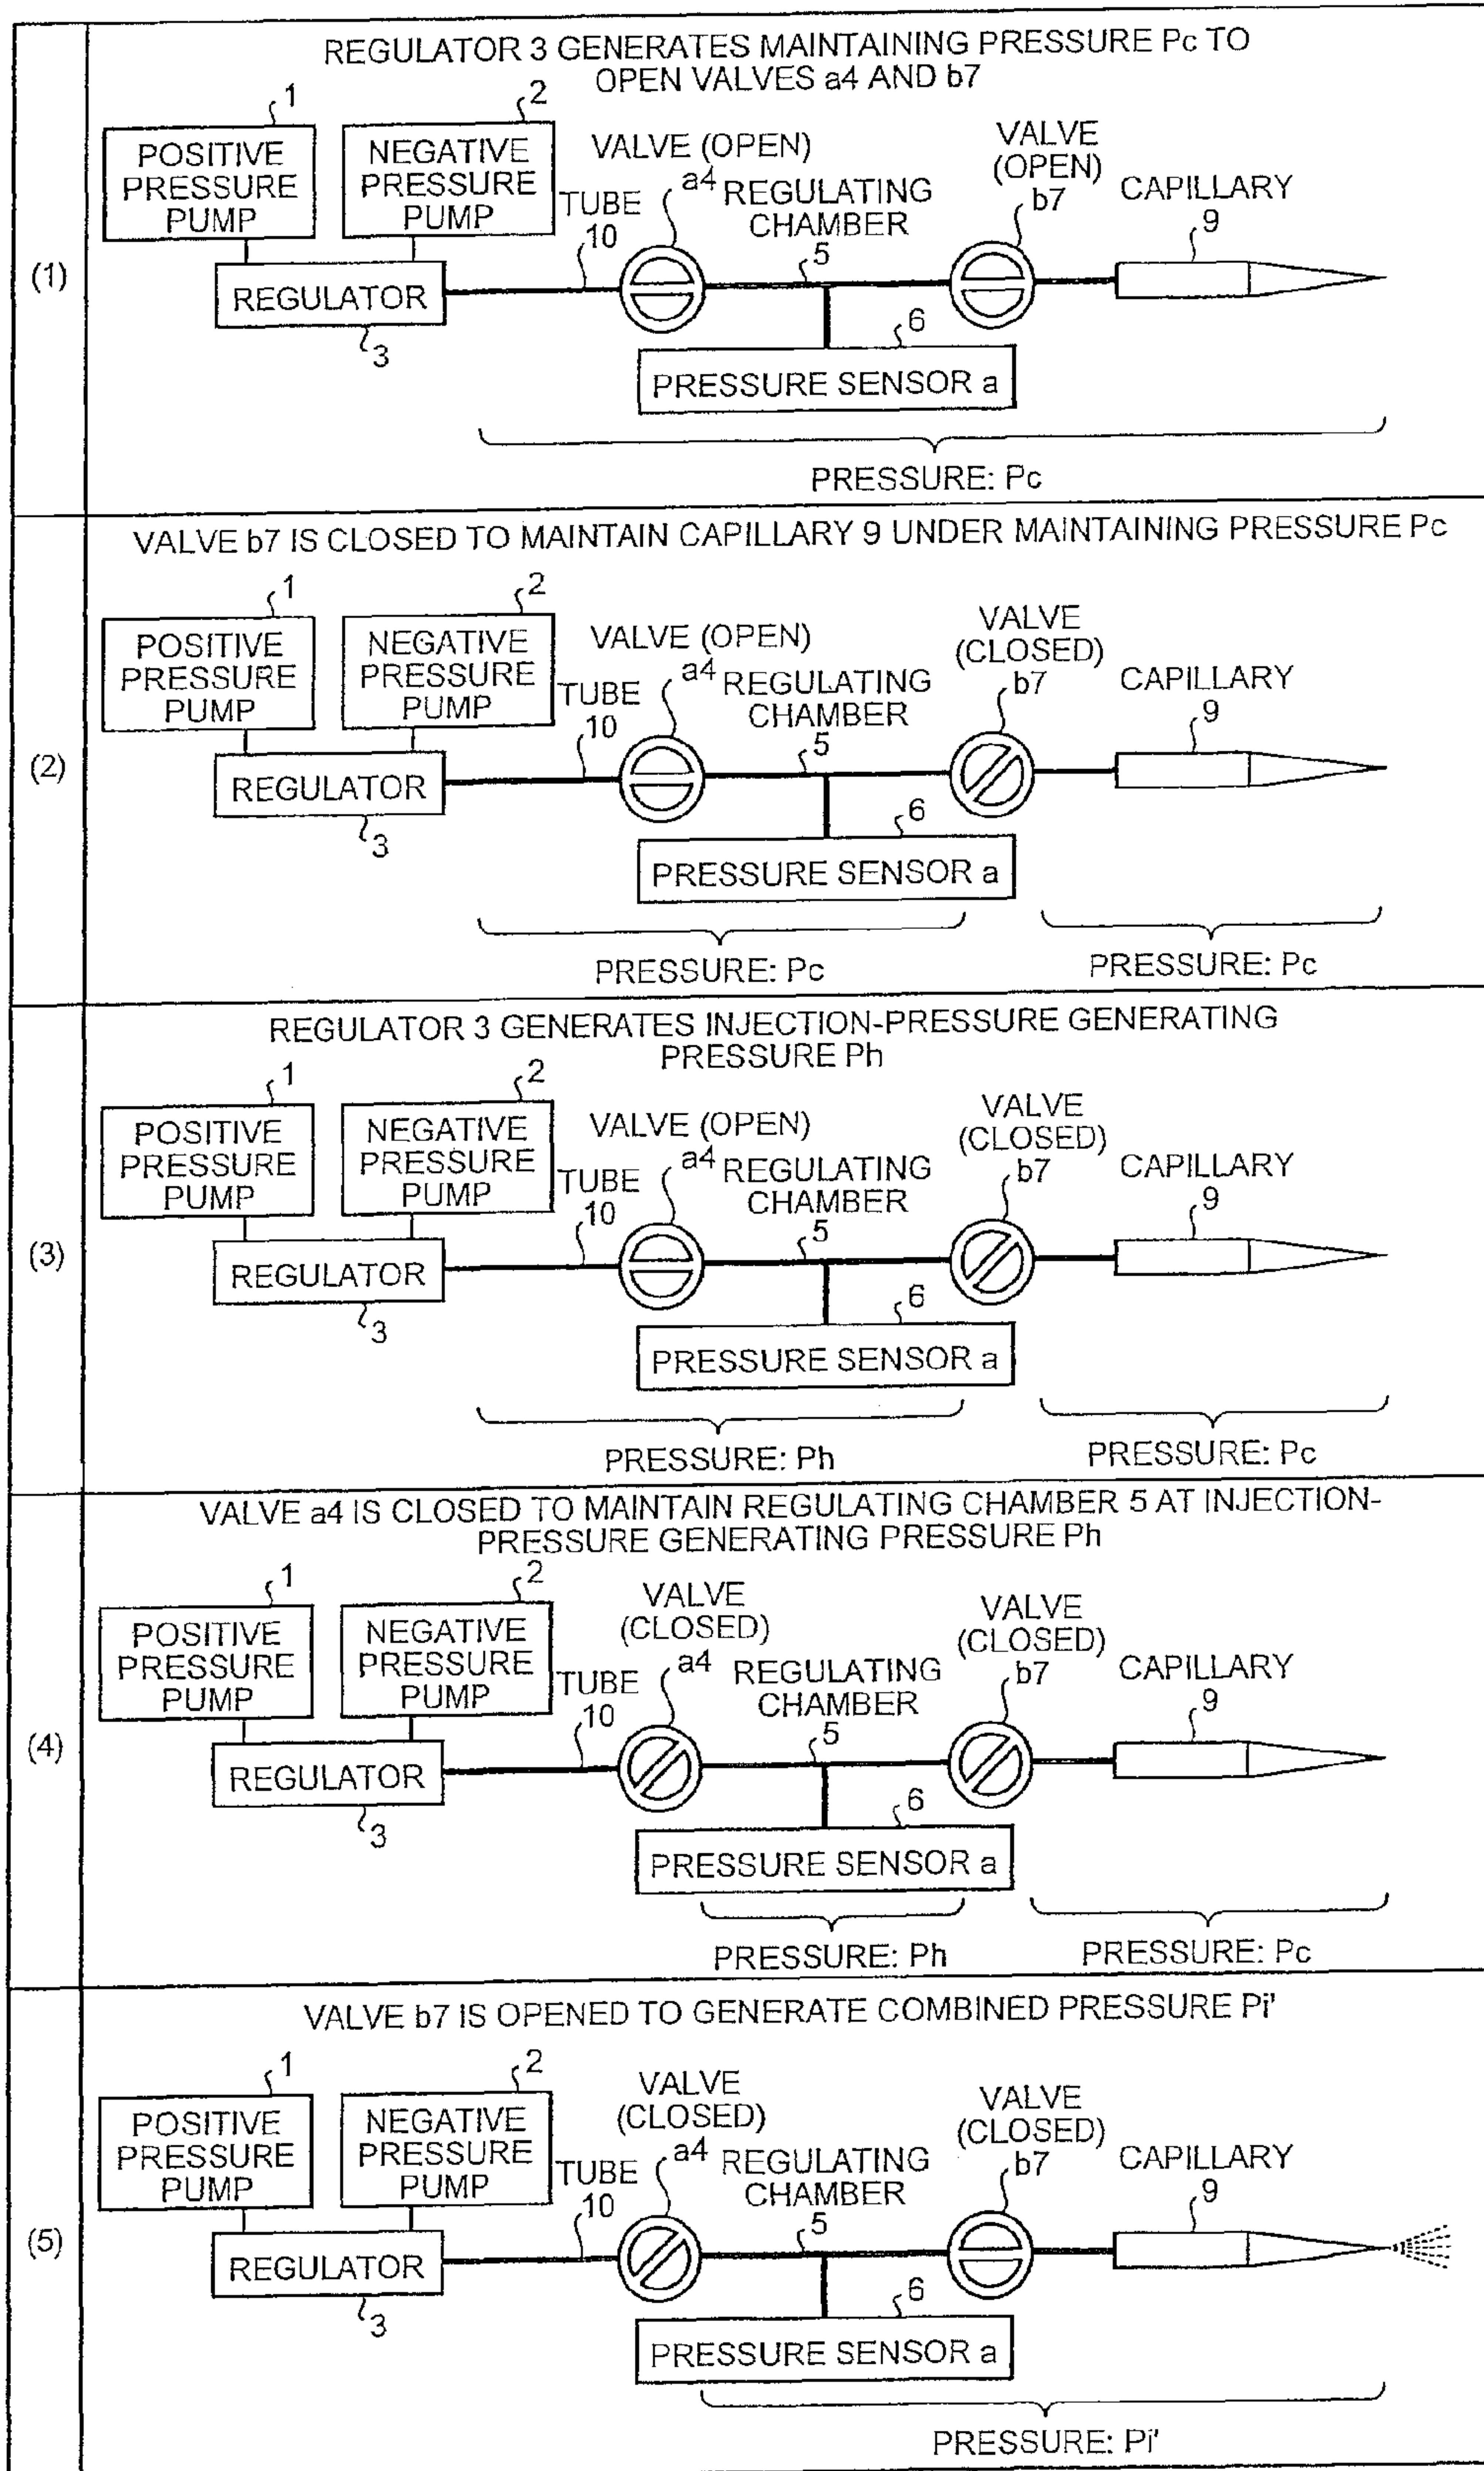 REGULATOR 3 GENERATES MAINTAINING PRESSURE Pc TO
OPEN VALVES a4 AND b7
(1)
1
POSITIVE
PRESSURE
PUMP
2
NEGATIVE
PRESSURE
PUMP
REGULATOR
3
TUBE
10
VALVE (OPEN)
a4
REGULATING
CHAMBER
5
VALVE
(OPEN)
b7
CAPILLARY
9
6
PRESSURE SENSOR a
PRESSURE: Pc
VALVE b7 IS CLOSED TO MAINTAIN CAPILLARY 9 UNDER MAINTAINING PRESSURE Pc
(2)
1
POSITIVE
PRESSURE
PUMP
2
NEGATIVE
PRESSURE
PUMP
REGULATOR
3
TUBE
10
VALVE (OPEN)
a4
REGULATING
CHAMBER
5
VALVE
(CLOSED)
b7
CAPILLARY
9
6
PRESSURE SENSOR a
PRESSURE: Pc
PRESSURE: Pc
REGULATOR 3 GENERATES INJECTION-PRESSURE GENERATING
PRESSURE Ph
(3)
1
POSITIVE
PRESSURE
PUMP
2
NEGATIVE
PRESSURE
PUMP
REGULATOR
3
TUBE
10
VALVE (OPEN)
a4
REGULATING
CHAMBER
5
VALVE
(CLOSED)
b7
CAPILLARY
9
6
PRESSURE SENSOR a
PRESSURE: Ph
PRESSURE: Pc
VALVE a4 IS CLOSED TO MAINTAIN REGULATING CHAMBER 5 AT INJECTION-
PRESSURE GENERATING PRESSURE Ph
(4)
1
POSITIVE
PRESSURE
PUMP
2
NEGATIVE
PRESSURE
PUMP
REGULATOR
3
TUBE
10
VALVE
(CLOSED)
a4
REGULATING
CHAMBER
5
VALVE
(CLOSED)
b7
CAPILLARY
9
6
PRESSURE SENSOR a
PRESSURE: Ph
PRESSURE: Pc
VALVE b7 IS OPENED TO GENERATE COMBINED PRESSURE Pi'
(5)
1
POSITIVE
PRESSURE
PUMP
2
NEGATIVE
PRESSURE
PUMP
REGULATOR
3
TUBE
10
VALVE
(CLOSED)
a4
REGULATING
CHAMBER
5
VALVE
(CLOSED)
b7
CAPILLARY
9
6
PRESSURE SENSOR a
PRESSURE: Pi'